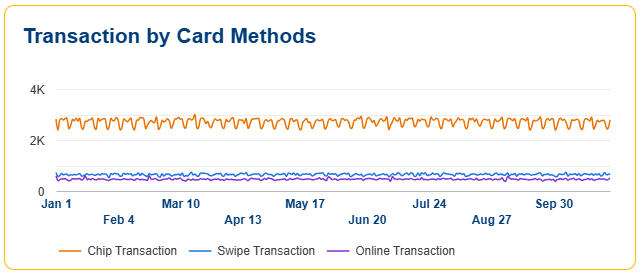 Transaction by Card Methods
4K
2K
0
Jan 1
Feb 4
Mar 10
Apr 13
May 17
Jun 20
Jul 24
Aug 27
Sep 30
Chip Transaction
Swipe Transaction
Online Transaction